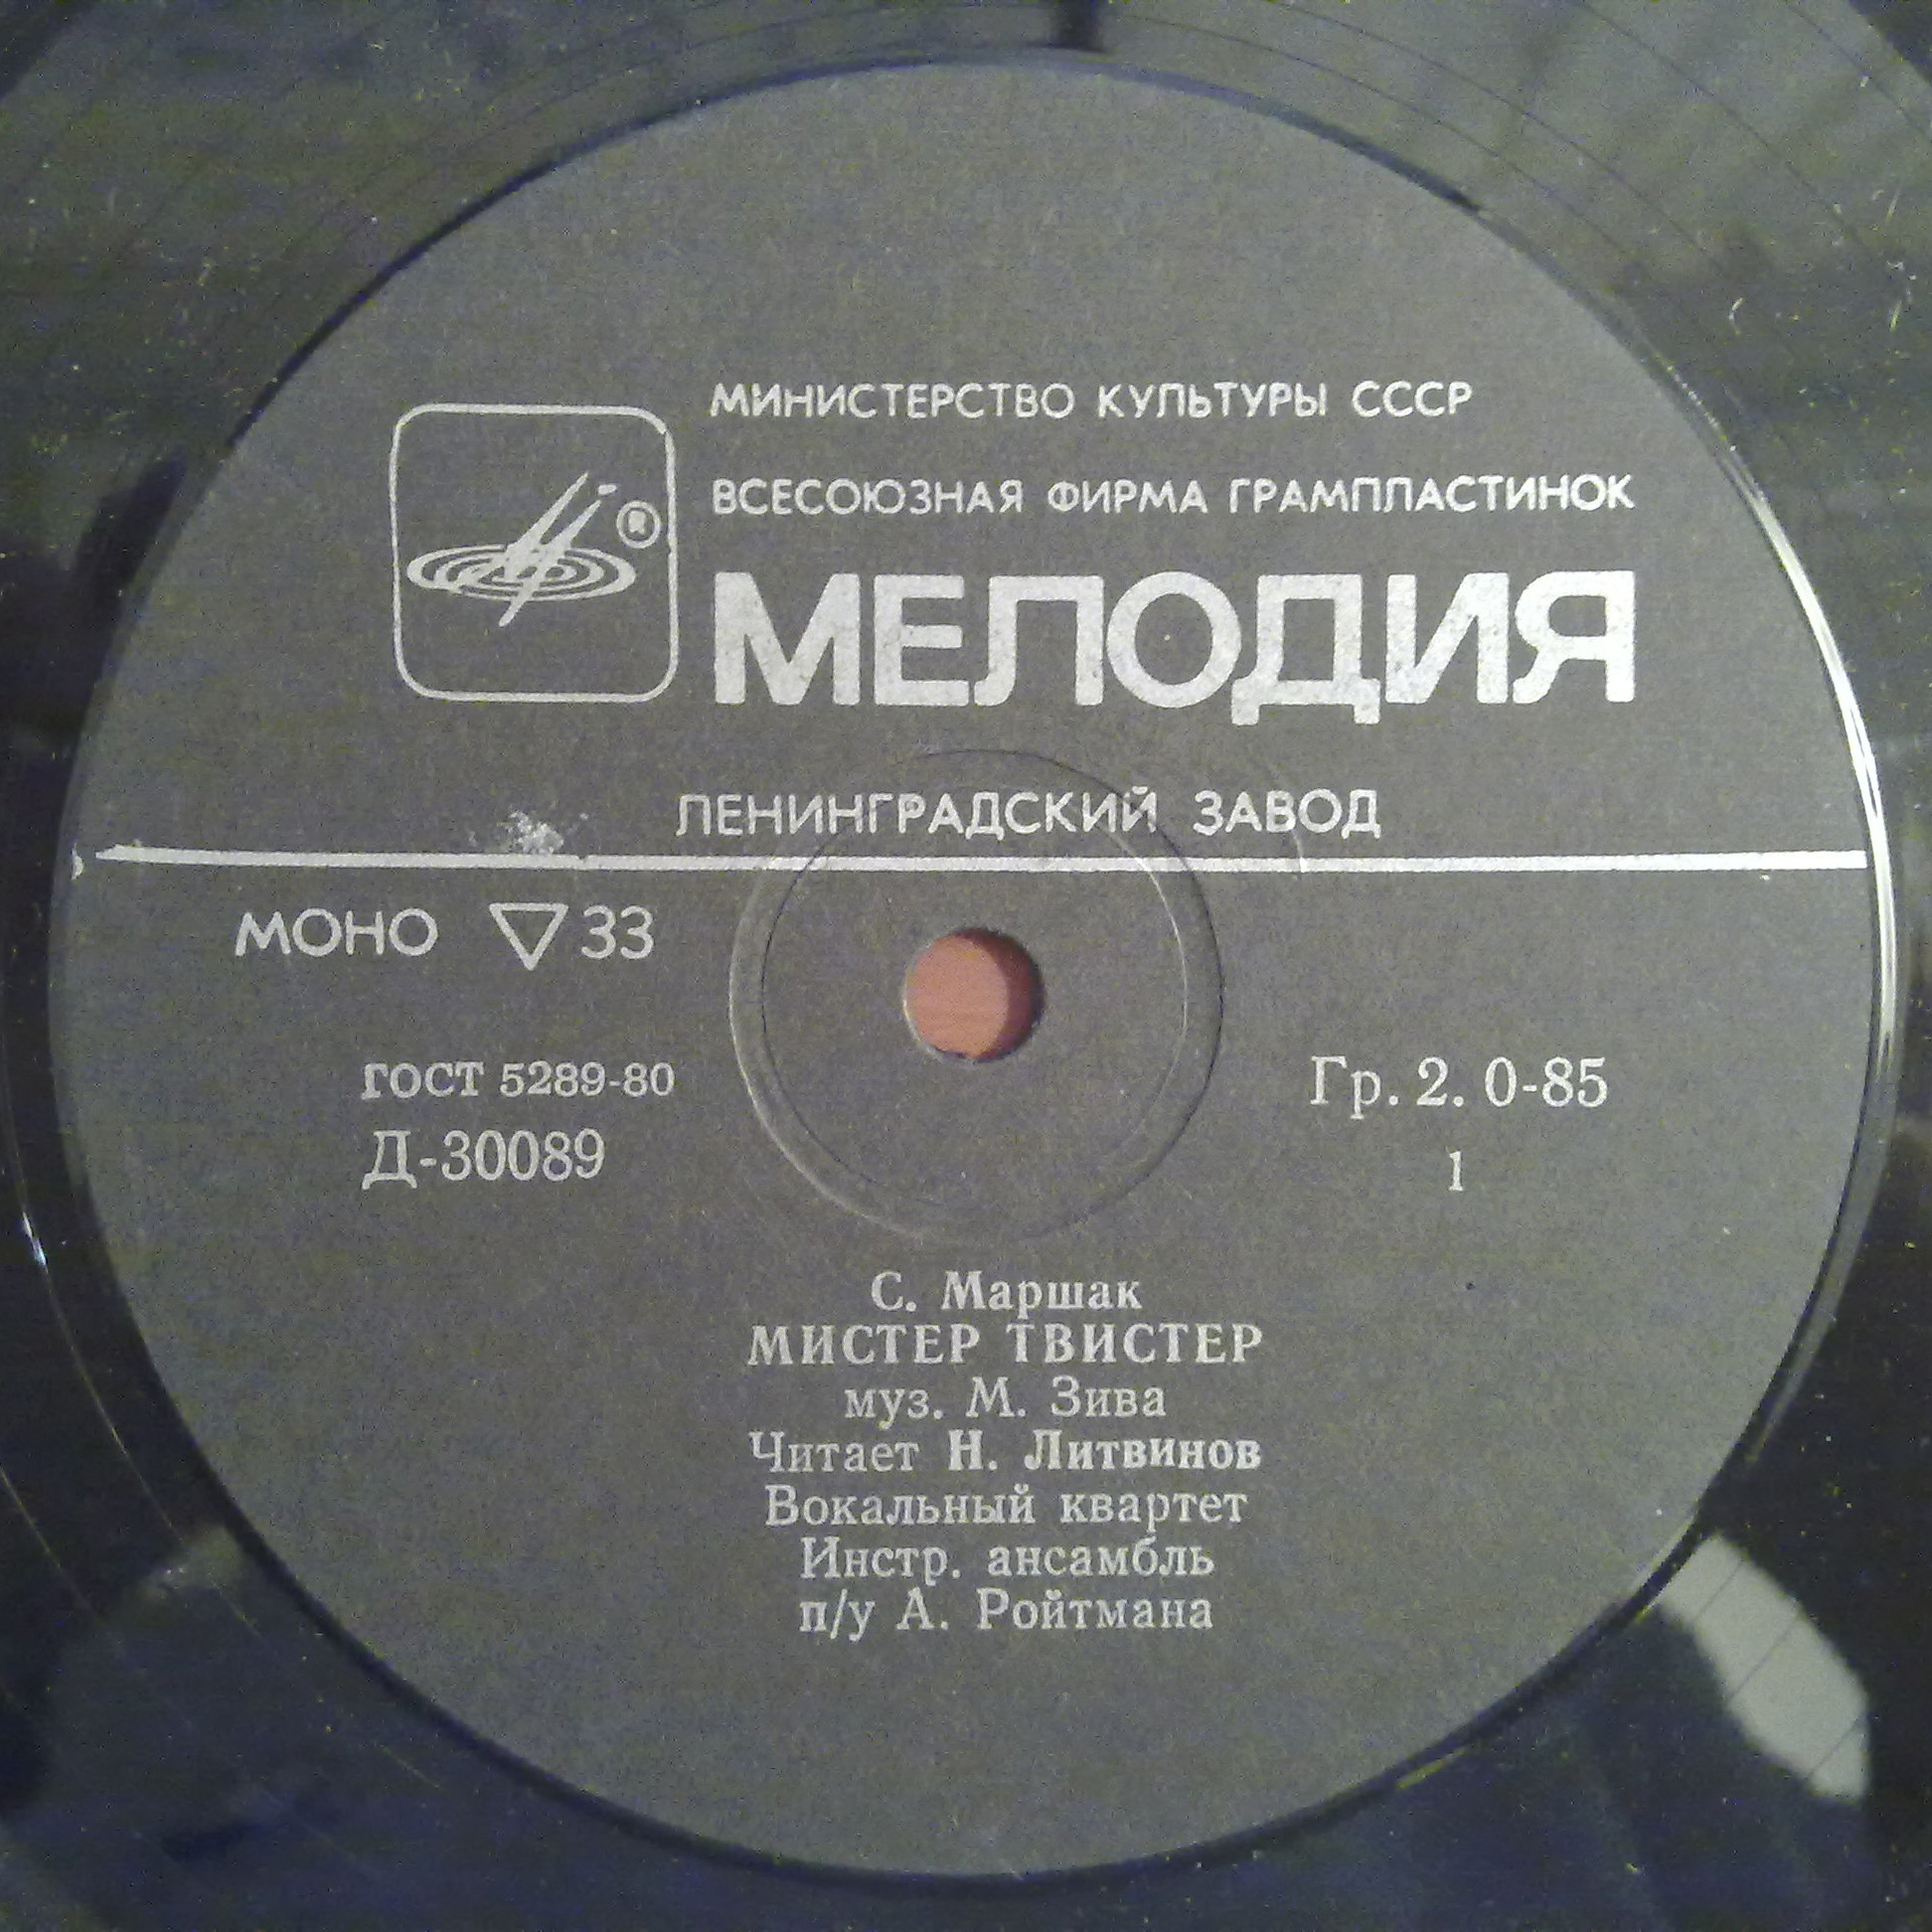 МИНИСТЕРСТВО КУЛЬТУРЫ СССР
ВСЕСОЮЗНАЯ ФИРМА ГРАМПЛАСТИНОК
®
МЕЛОДИЯ
ЛЕНИНГРАДСКИЙ ЗАВОД
МОНО ▽ 33
ГОСТ 5289-80
Д-30089
Гр. 2. 0-85
1
С. Маршак
МИСТЕР ТВИСТЕР
муз. М. Зива
Читает Н. Литвинов
Вокальный квартет
Инстр. ансамбль
п/у А. Ройтмана